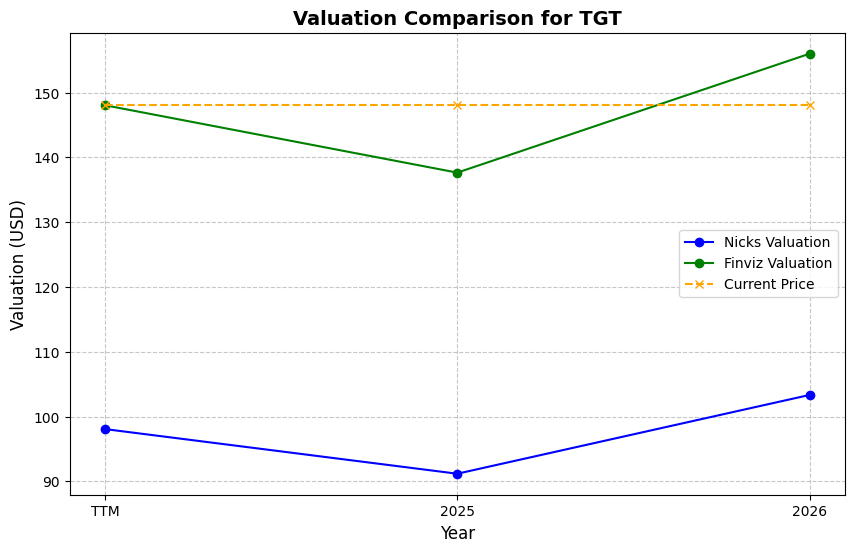 Valuation Comparison for TGT
Valuation (USD)
150
140
130
120
110
100
90
Nicks Valuation
Finviz Valuation
Current Price
TTM
2025
2026
Year